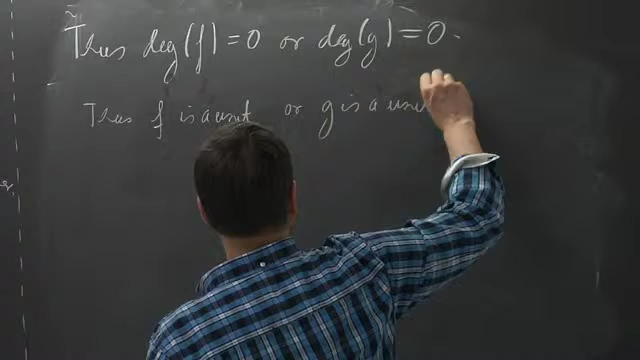 Thus deg(f) = 0 or deg(g) = 0.
Thus f is a unit or g is a uni